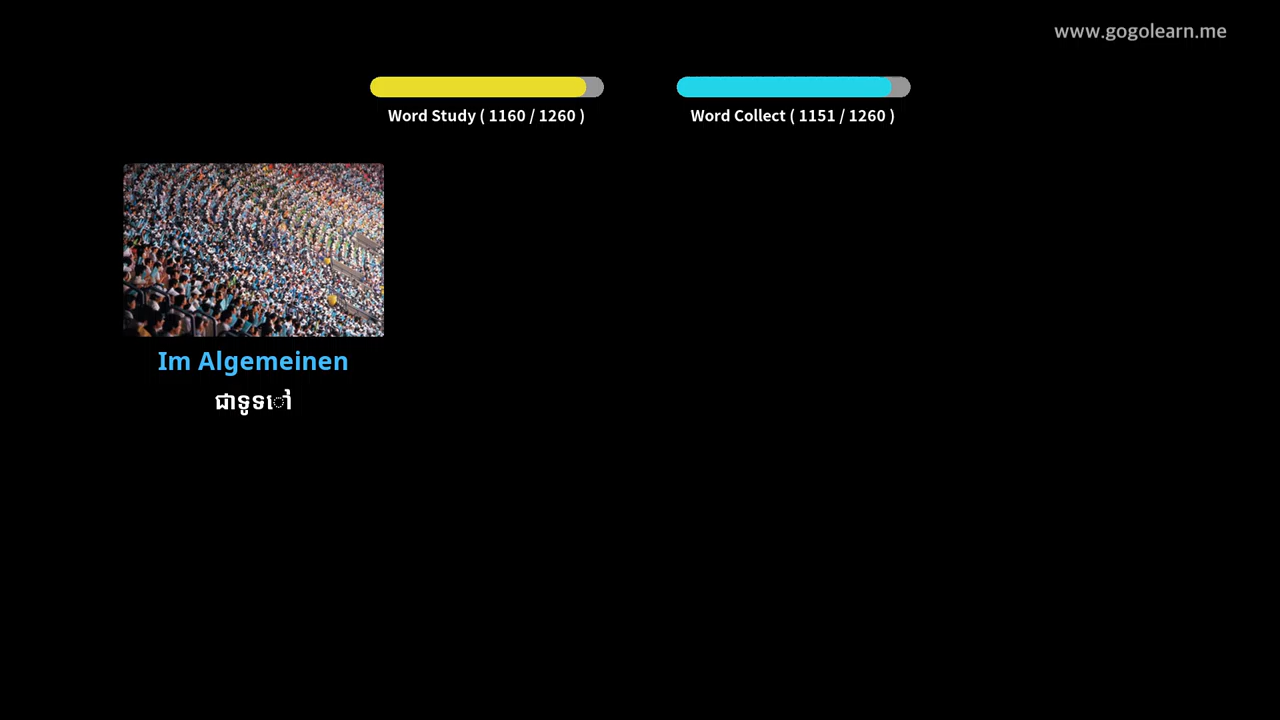 www.gogolearn.me
Word Study ( 1160 / 1260 )
Word Collect ( 1151 / 1260 )
Im Algemeinen
ជាទូទៅ